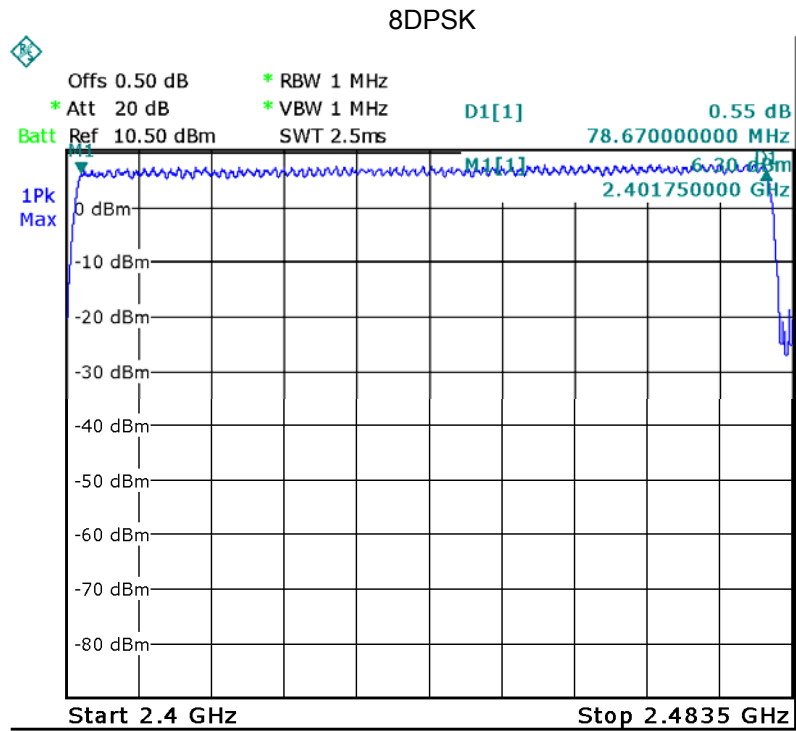 8DPSK
Offs 0.50 dB * RBW 1 MHz
* Att 20 dB * VBW 1 MHz D1[1] 0.55 dB
Batt Ref 10.50 dBm SWT 2.5ms 78.670000000 MHz
M1 M1[1] 6.30 dBm D1
1Pk 2.401750000 GHz
Max 0 dBm
-10 dBm
-20 dBm
-30 dBm
-40 dBm
-50 dBm
-60 dBm
-70 dBm
-80 dBm
Start 2.4 GHz Stop 2.4835 GHz